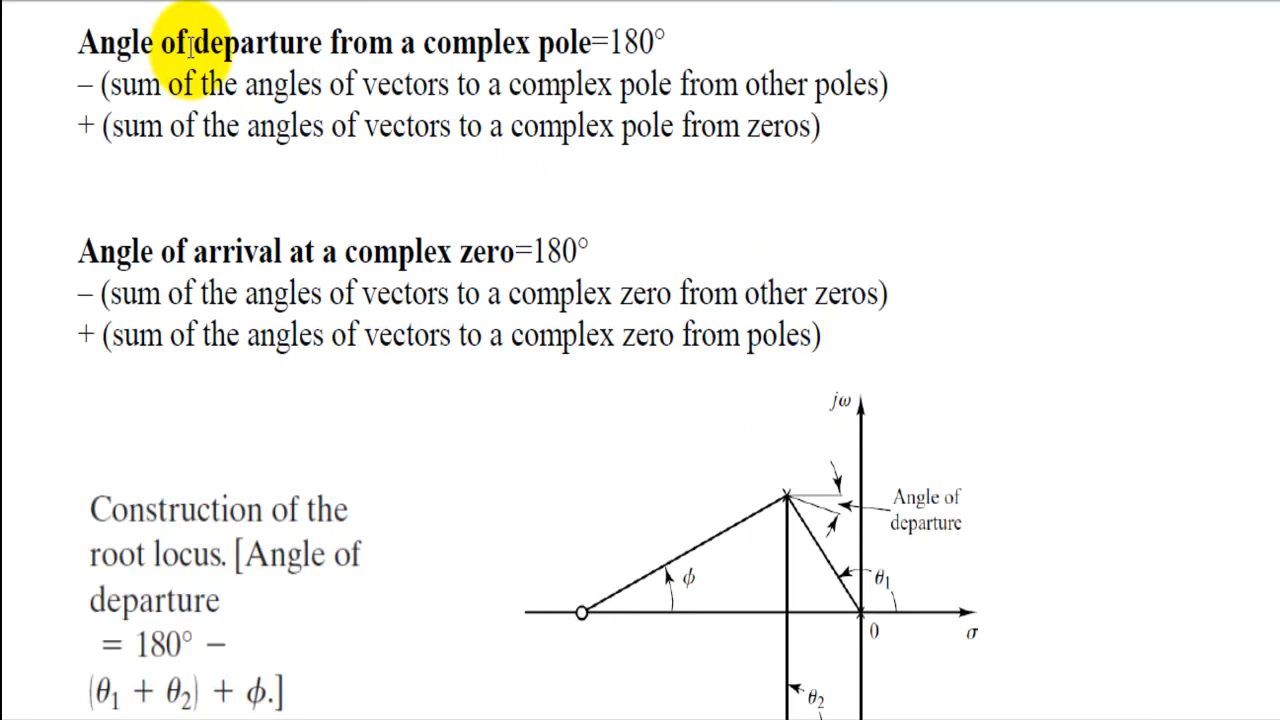 Angle of departure from a complex pole=180°
– (sum of the angles of vectors to a complex pole from other poles)
+ (sum of the angles of vectors to a complex pole from zeros)
Angle of arrival at a complex zero=180°
– (sum of the angles of vectors to a complex zero from other zeros)
+ (sum of the angles of vectors to a complex zero from poles)
jω
Angle of
departure
Construction of the
root locus. [Angle of
departure
= 180° –
(θ₁ + θ₂) + ϕ.]
ϕ
θ₁
0
σ
θ₂